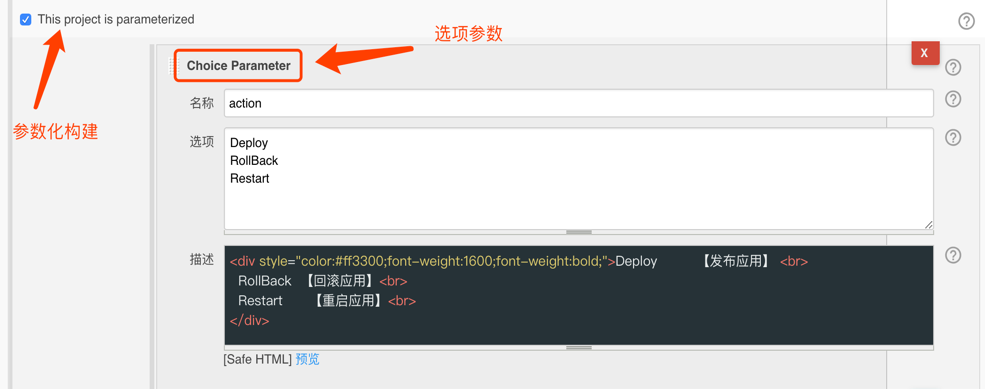 This project is parameterized
选项参数
X
Choice Parameter
名称 action
参数化构建
选项 Deploy
RollBack
Restart
描述 <div style="color:#ff3300;font-weight:1600;font-weight:bold;">Deploy 【发布应用】 <br>
RollBack 【回滚应用】<br>
Restart 【重启应用】<br>
</div>
[Safe HTML] 预览